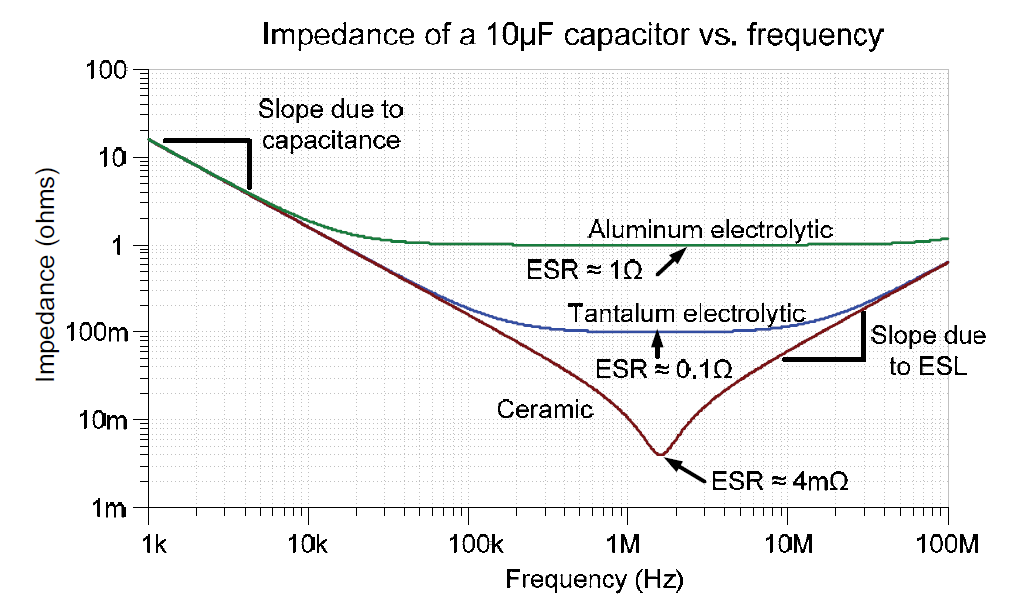 Impedance of a 10µF capacitor vs. frequency
100
10
1
100m
10m
1m
Impedance (ohms)
Slope due to
capacitance
Aluminum electrolytic
ESR ≈ 1Ω
Tantalum electrolytic
ESR ≈ 0.1Ω
Slope due
to ESL
Ceramic
ESR ≈ 4mΩ
1k
10k
100k
1M
10M
100M
Frequency (Hz)